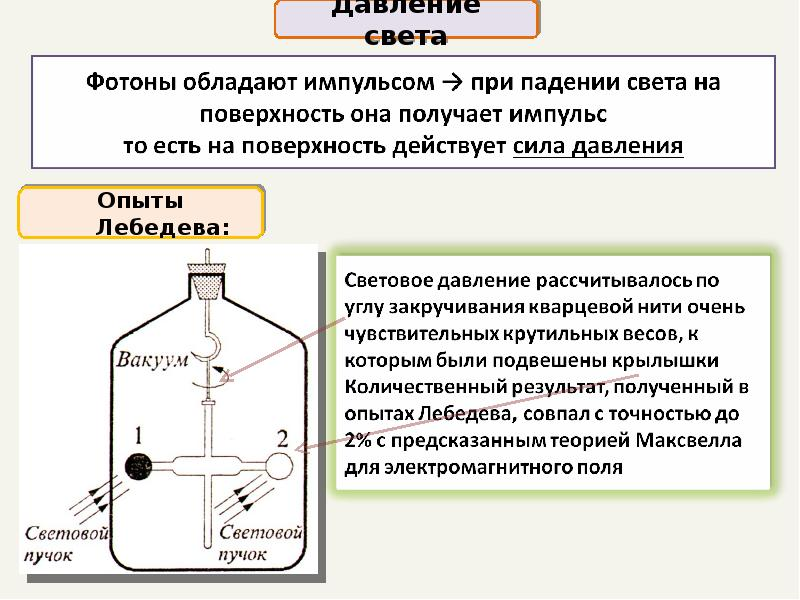 Давление
света
Фотоны обладают импульсом → при падении света на
поверхность она получает импульс
то есть на поверхность действует сила давления
Опыты
Лебедева:
Вакуум
1
2
Световой
пучок
Световой
пучок
Световое давление рассчитывалось по
углу закручивания кварцевой нити очень
чувствительных крутильных весов, к
которым были подвешены крылышки
Количественный результат, полученный в
опытах Лебедева, совпал с точностью до
2% с предсказанным теорией Максвелла
для электромагнитного поля